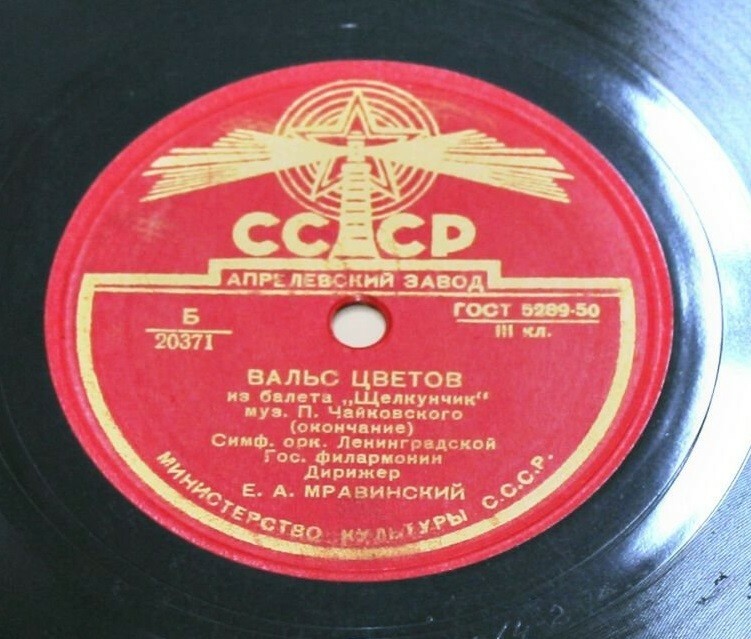 СССР
АПРЕЛЕВСКИЙ ЗАВОД
Б
20371
ГОСТ 5289-50
III кл.
ВАЛЬС ЦВЕТОВ
из балета „Щелкунчик“
муз. П. Чайковского
(окончание)
Симф. орк. Ленинградской
Гос. филармонии
Дирижер
Е. А. МРАВИНСКИЙ
МИНИСТЕРСТВО КУЛЬТУРЫ С.С.С.Р.